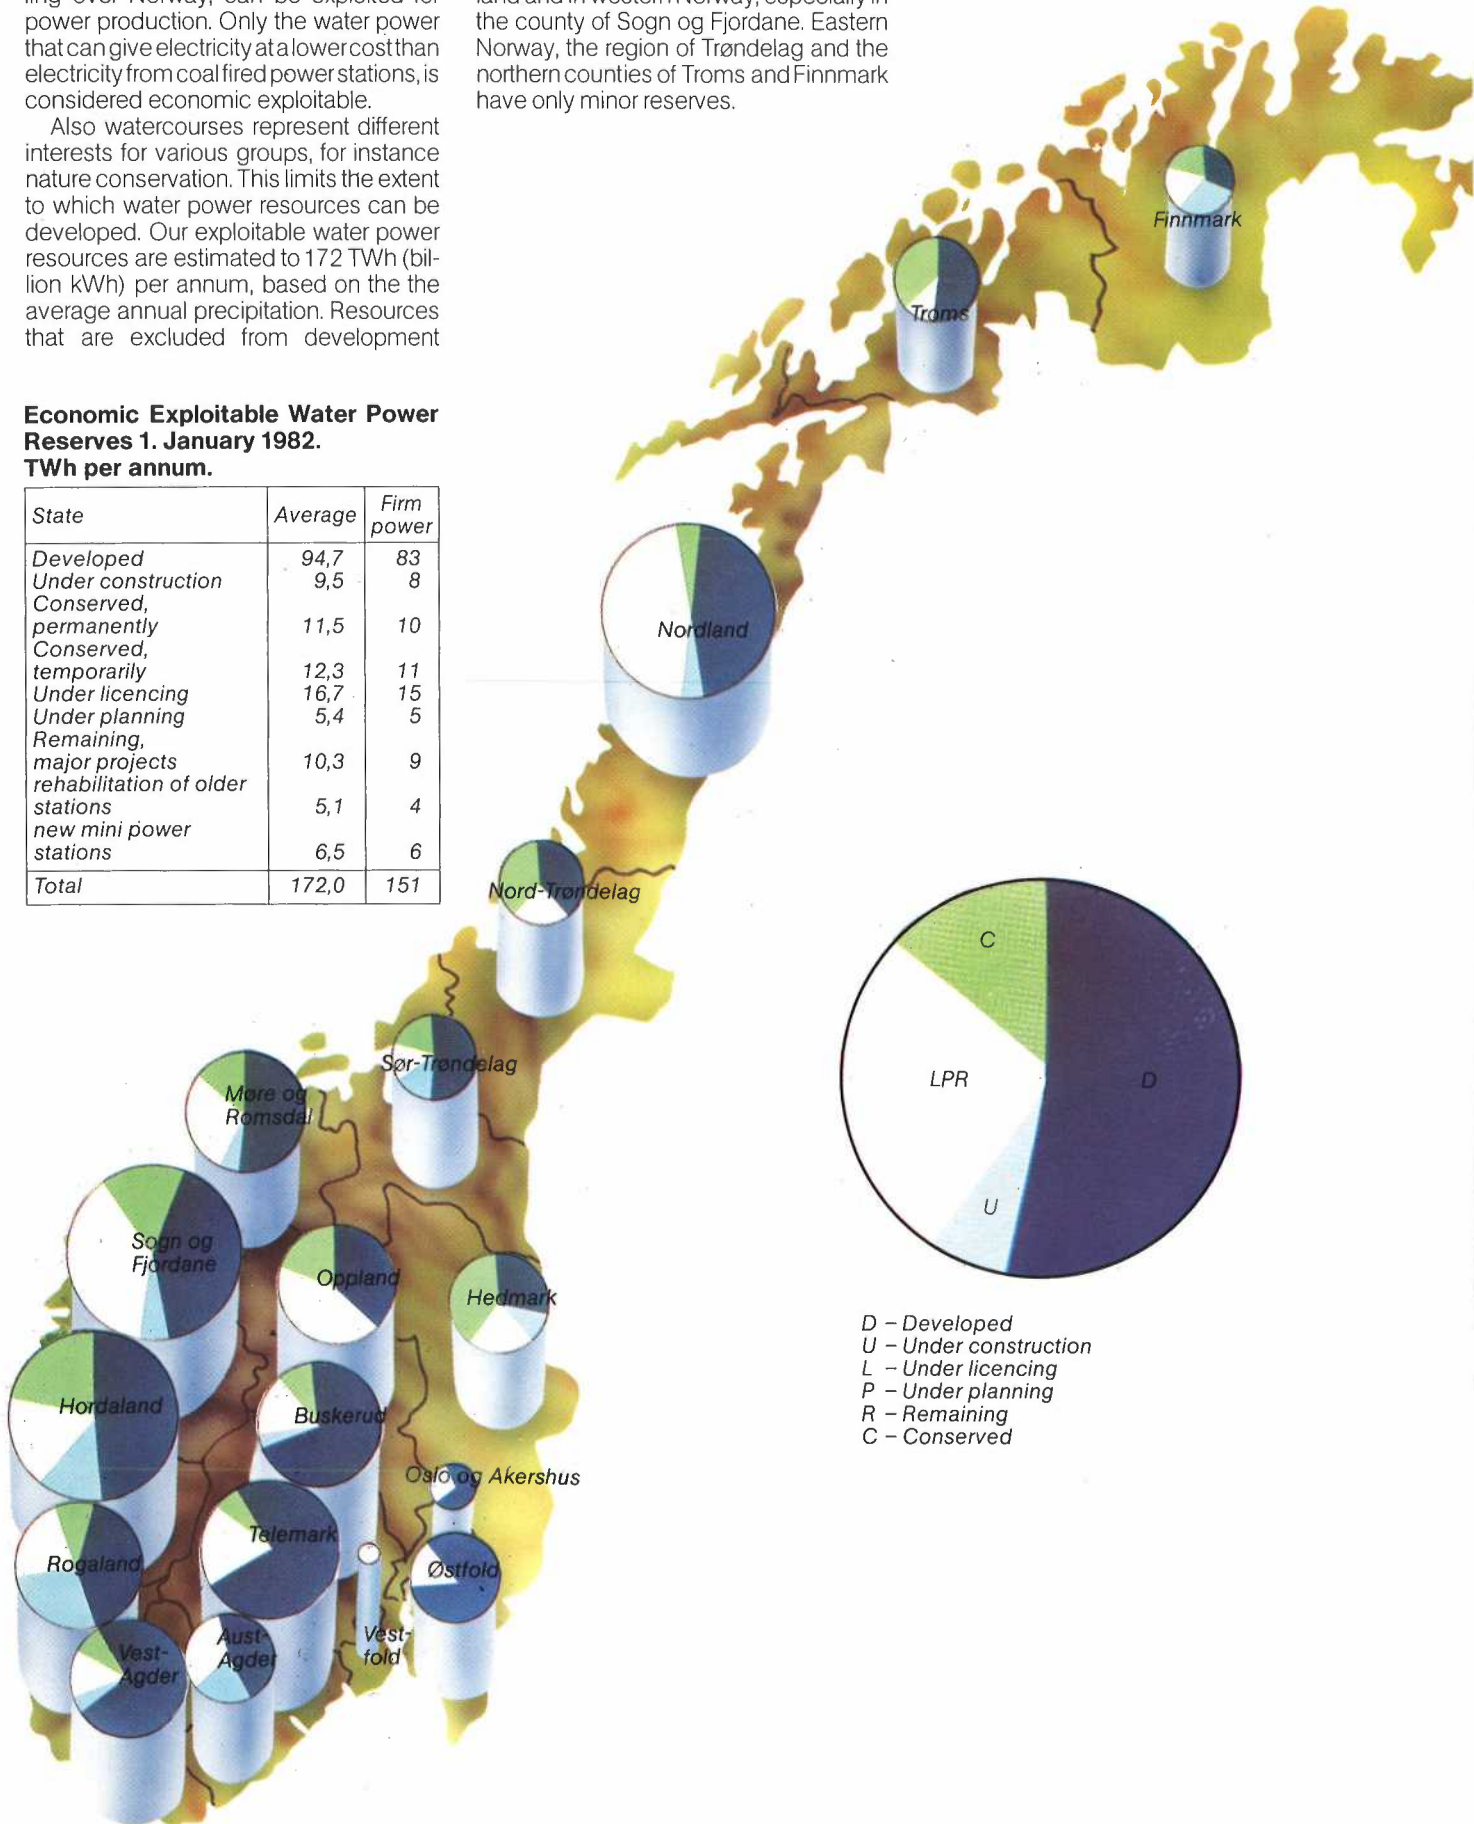 power production. Only the water power
that can give electricity at a lower cost than
electricity from coal fired power stations, is
considered economic exploitable.
Also watercourses represent different
interests for various groups, for instance
nature conservation. This limits the extent
to which water power resources can be
developed. Our exploitable water power
resources are estimated to 172 TWh (bil-
lion kWh) per annum, based on the the
average annual precipitation. Resources
that are excluded from development
the county of Sogn og Fjordane. Eastern
Norway, the region of Trøndelag and the
northern counties of Troms and Finnmark
have only minor reserves.
Economic Exploitable Water Power
Reserves 1. January 1982.
TWh per annum.
State Average Firm power
Developed 94,7 83
Under construction 9,5 8
Conserved,
permanently 11,5 10
Conserved,
temporarily 12,3 11
Under licencing 16,7 15
Under planning 5,4 5
Remaining,
major projects 10,3 9
rehabilitation of older
stations 5,1 4
new mini power
stations 6,5 6
Total 172,0 151
Finnmark
Troms
Nordland
Nord-Trøndelag
Sør-Trøndelag
Møre og
Romsdal
Sogn og
Fjordane
Oppland
Hedmark
Hordaland
Buskerud
Oslo og Akershus
Telemark
Rogaland
Østfold
Vest-
Agder
Aust-
Agder
Vest-
fold
C
LPR
D
U
D – Developed
U – Under construction
L – Under licencing
P – Under planning
R – Remaining
C – Conserved